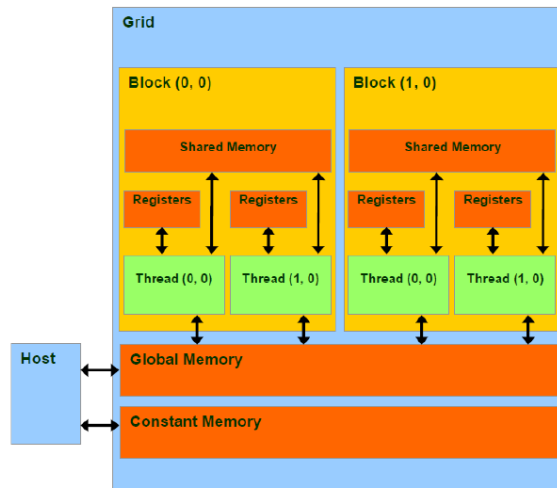 Grid
Block (0, 0)
Block (1, 0)
Shared Memory
Shared Memory
Registers
Registers
Registers
Registers
Thread (0, 0)
Thread (1, 0)
Thread (0, 0)
Thread (1, 0)
Host
Global Memory
Constant Memory